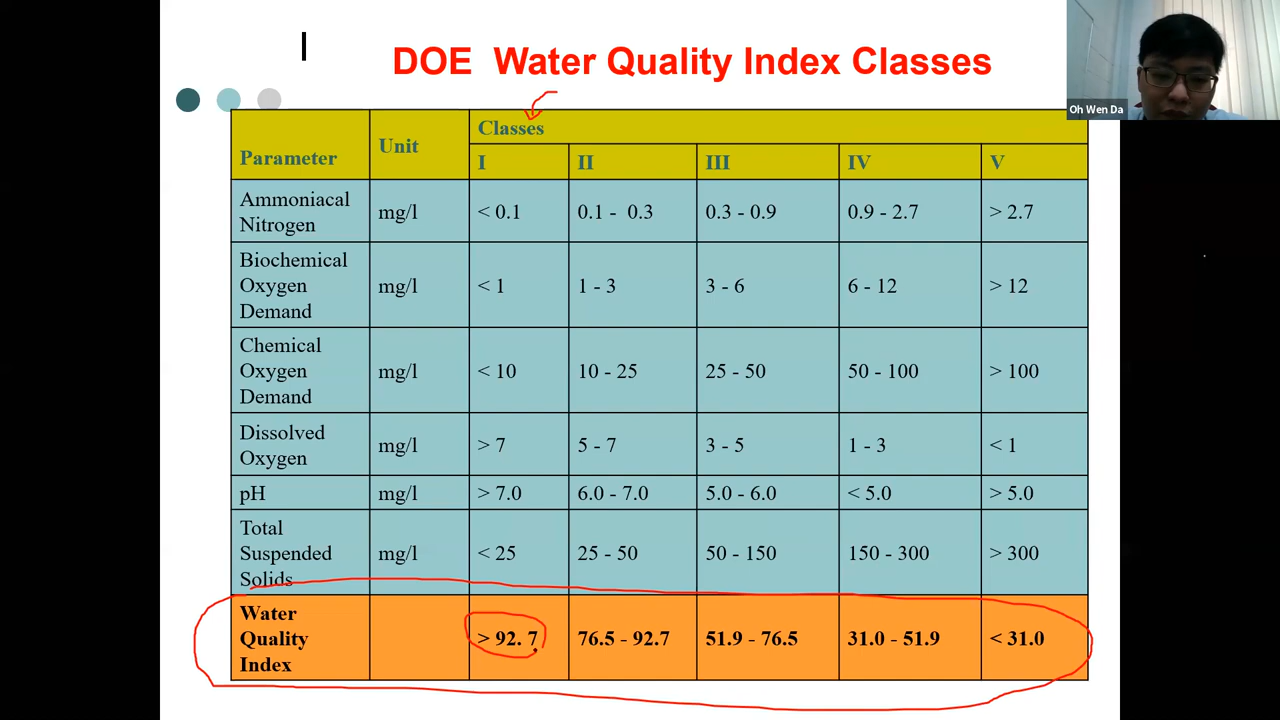 DOE Water Quality Index Classes
Oh Wen Da
Parameter
Unit
Classes
I
II
III
IV
V
Ammoniacal
Nitrogen
mg/l
< 0.1
0.1 - 0.3
0.3 - 0.9
0.9 - 2.7
> 2.7
Biochemical
Oxygen
Demand
mg/l
< 1
1 - 3
3 - 6
6 - 12
> 12
Chemical
Oxygen
Demand
mg/l
< 10
10 - 25
25 - 50
50 - 100
> 100
Dissolved
Oxygen
mg/l
> 7
5 - 7
3 - 5
1 - 3
< 1
pH
mg/l
> 7.0
6.0 - 7.0
5.0 - 6.0
< 5.0
> 5.0
Total
Suspended
Solids
mg/l
< 25
25 - 50
50 - 150
150 - 300
> 300
Water
Quality
Index
> 92. 7
76.5 - 92.7
51.9 - 76.5
31.0 - 51.9
< 31.0